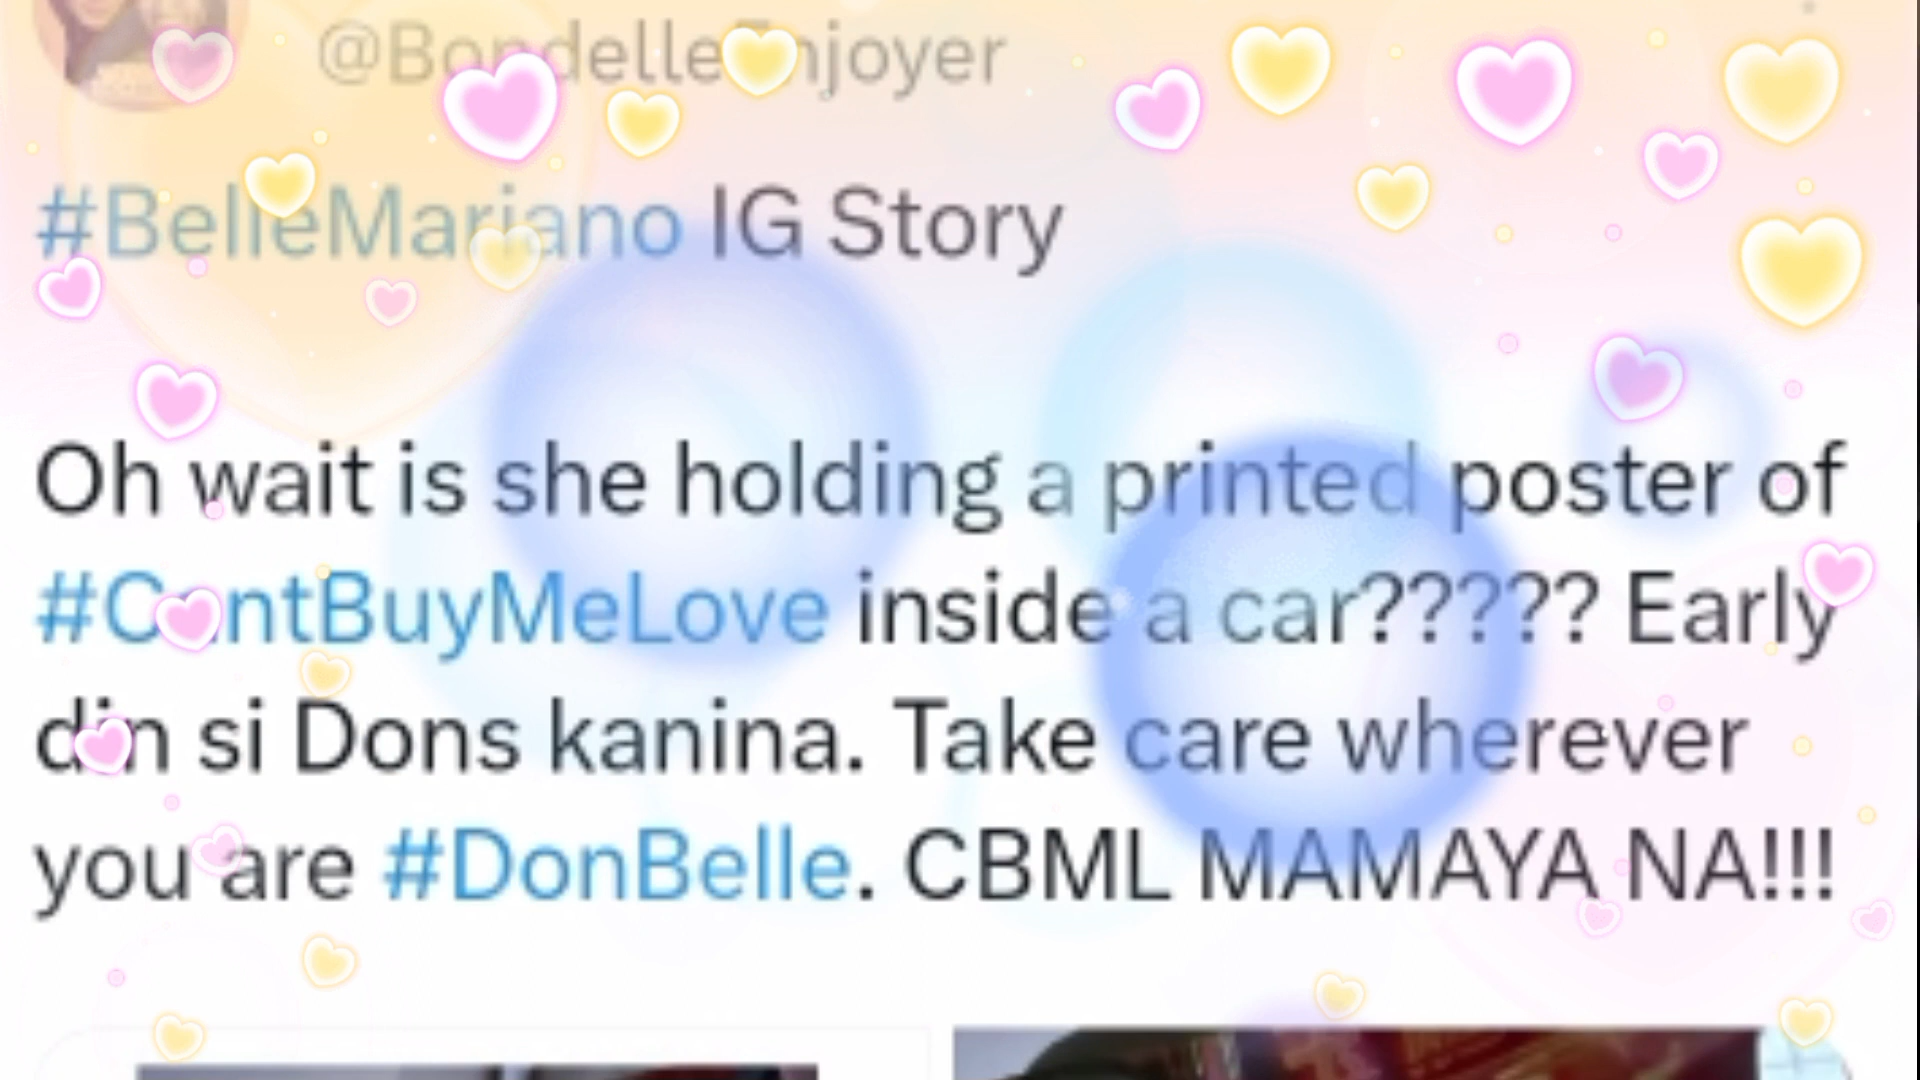 @BondelleEnjoyer
#BelleMariano IG Story
Oh wait is she holding a printed poster of
#CantBuyMeLove inside a car????? Early
din si Dons kanina. Take care wherever
you are #DonBelle. CBML MAMAYA NA!!!